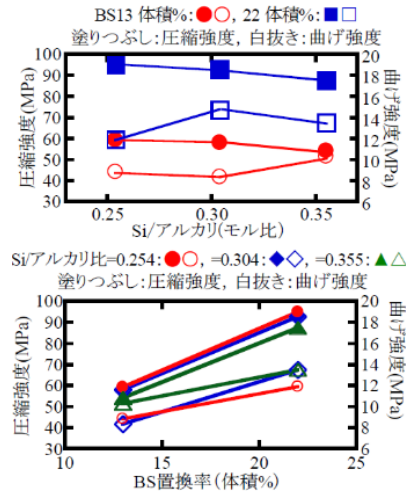 BS13 体積%:●○, 22 体積%:■□
塗りつぶし:圧縮強度, 白抜き:曲げ強度
100
90
80
70
60
50
40
30
圧縮強度(MPa)
20
18
16
14
12
10
8
6
曲げ強度(MPa)
0.25 0.30 0.35
Si/アルカリ(モル比)
Si/アルカリ比=0.254:●○, =0.304:◆◇, =0.355:▲△
塗りつぶし:圧縮強度, 白抜き:曲げ強度
100
90
80
70
60
50
40
30
圧縮強度(MPa)
20
18
16
14
12
10
8
6
曲げ強度(MPa)
10 15 20 25
BS置換率(体積%)